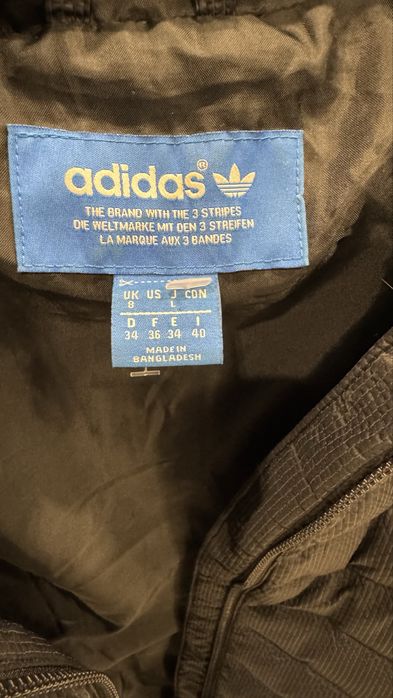 adidas®
THE BRAND WITH THE 3 STRIPES
DIE WELTMARKE MIT DEN 3 STREIFEN
LA MARQUE AUX 3 BANDES
UK US J CDN
8 L
D F E I
34 36 34 40
MADE IN
BANGLADESH